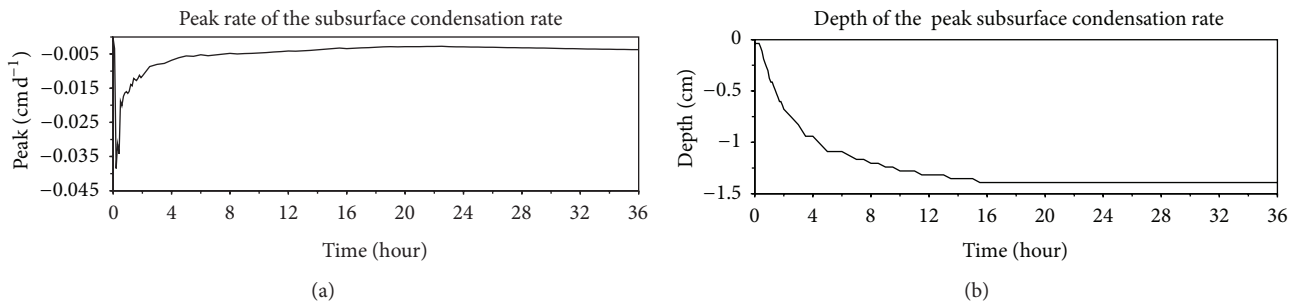 Peak rate of the subsurface condensation rate
−0.005
−0.015
−0.025
−0.035
−0.045
Peak (cm d−1)
0 4 8 12 16 20 24 28 32 36
Time (hour)
(a)
Depth of the peak subsurface condensation rate
0
−0.5
−1
−1.5
Depth (cm)
0 4 8 12 16 20 24 28 32 36
Time (hour)
(b)